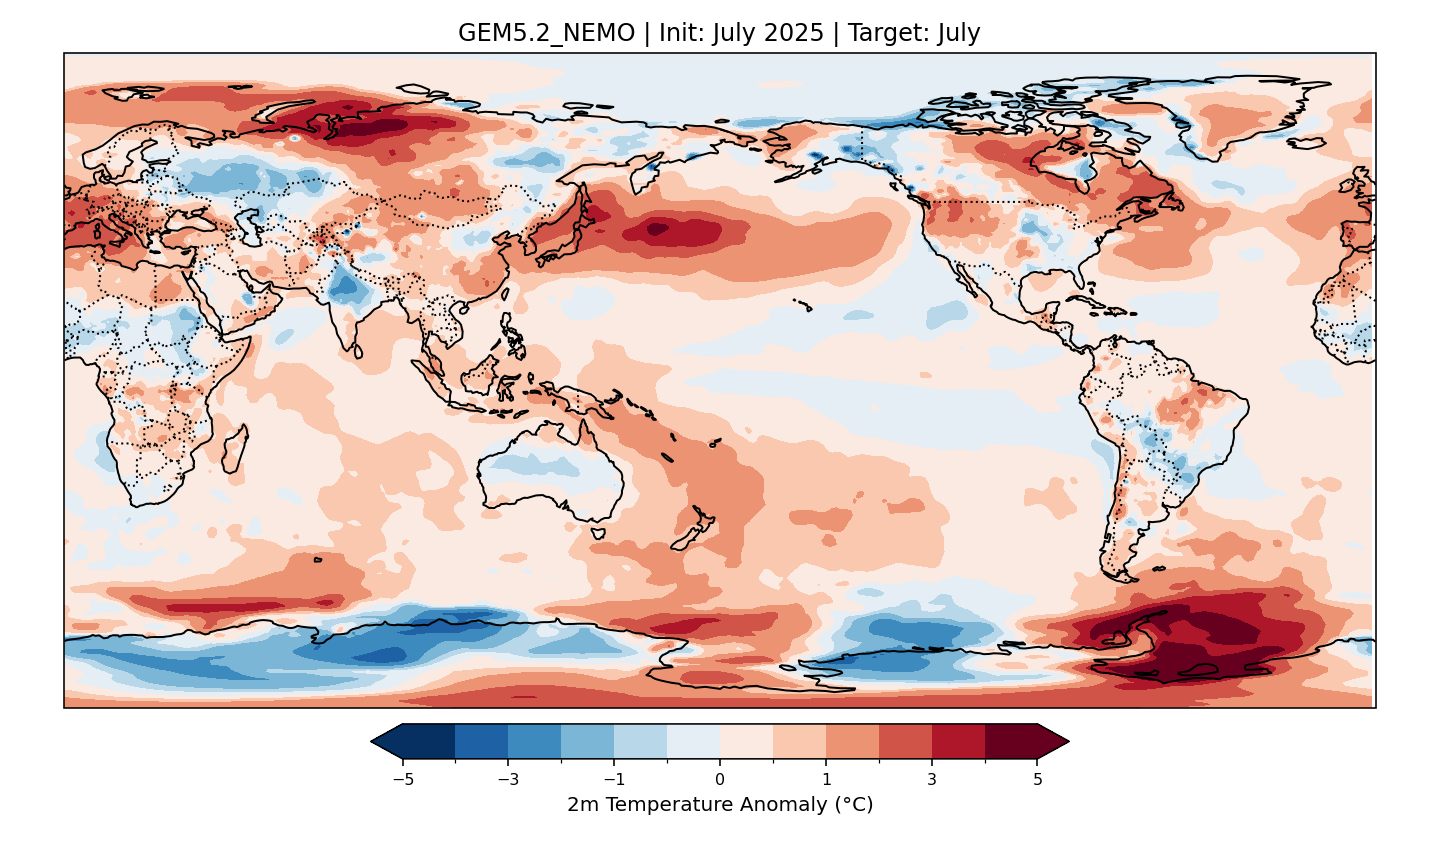 GEM5.2_NEMO | Init: July 2025 | Target: July
−5 −3 −1 0 1 3 5
2m Temperature Anomaly (°C)